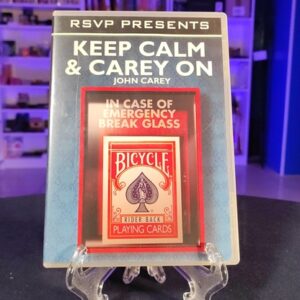 RSVP PRESENTS
KEEP CALM
& CAREY ON
JOHN CAREY
IN CASE OF
EMERGENCY
BREAK GLASS
BICYCLE
RIDER BACK
PLAYING CARDS